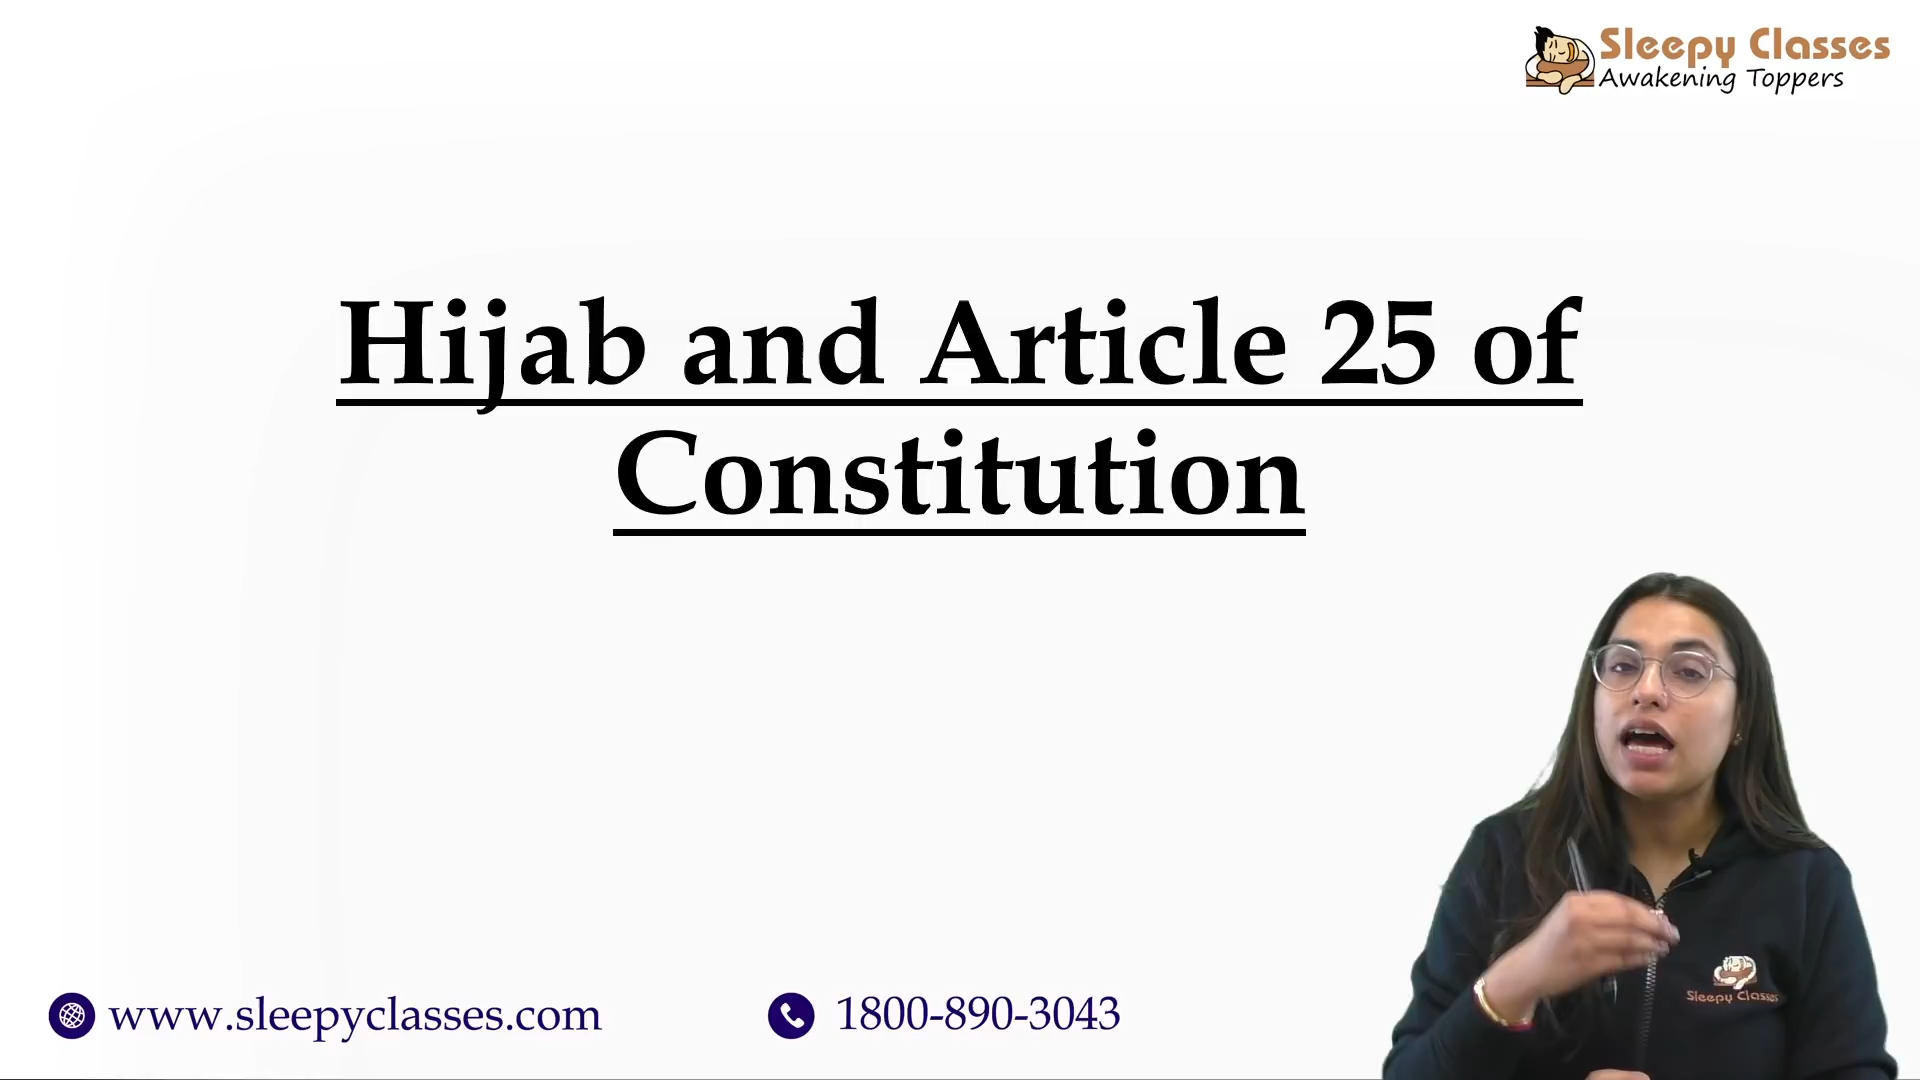 Sleepy Classes
Awakening Toppers
Hijab and Article 25 of
Constitution
Sleepy Classes
www.sleepyclasses.com
1800-890-3043